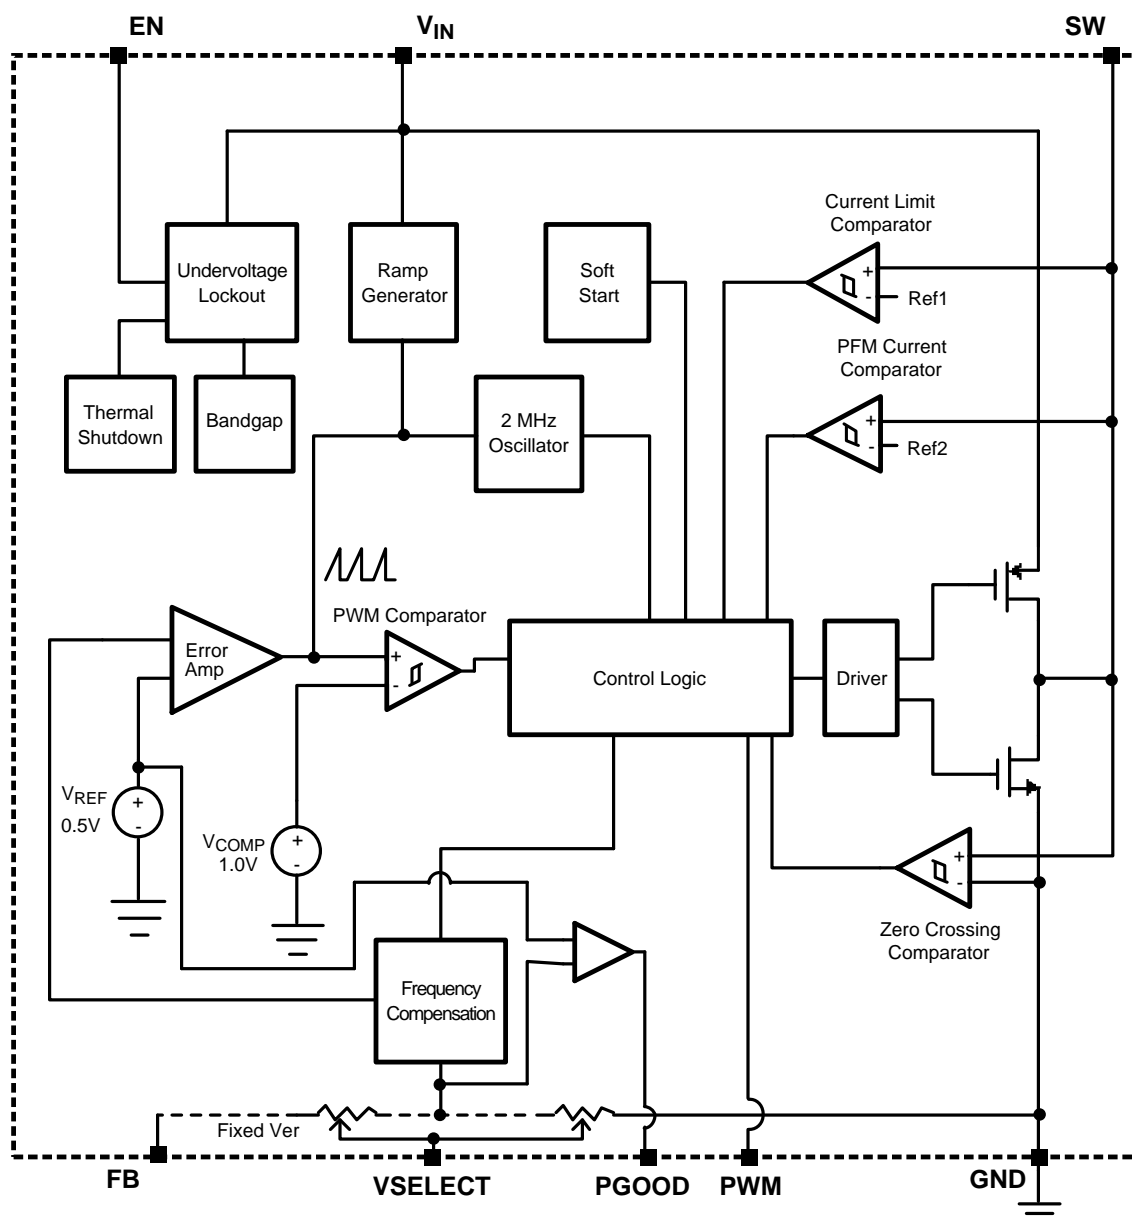 EN
VIN
SW
Current Limit
Comparator
Undervoltage
Lockout
Ramp
Generator
Soft
Start
+
-
Ref1
PFM Current
Comparator
Thermal
Shutdown
Bandgap
2 MHz
Oscillator
+
-
Ref2
PWM Comparator
Error
Amp
+
-
Control Logic
Driver
VREF
0.5V
+
-
VCOMP
1.0V
+
-
+
-
Zero Crossing
Comparator
Frequency
Compensation
Fixed Ver
FB
VSELECT
PGOOD
PWM
GND